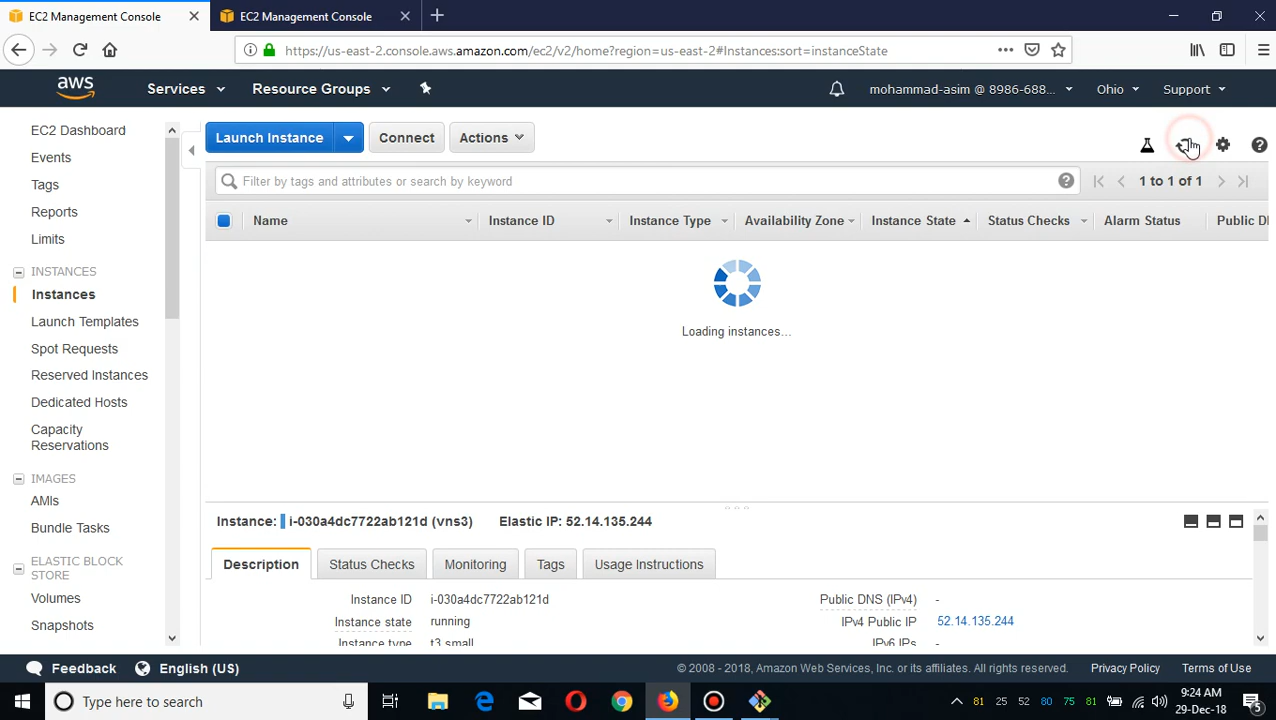 EC2 Management Console
EC2 Management Console
https://us-east-2.console.aws.amazon.com/ec2/v2/home?region=us-east-2#Instances:sort=instanceState
aws
Services
Resource Groups
mohammad-asim @ 8986-688...
Ohio
Support
EC2 Dashboard
Events
Tags
Reports
Limits
INSTANCES
Instances
Launch Templates
Spot Requests
Reserved Instances
Dedicated Hosts
Capacity
Reservations
IMAGES
AMIs
Bundle Tasks
ELASTIC BLOCK
STORE
Volumes
Snapshots
Launch Instance
Connect
Actions
Filter by tags and attributes or search by keyword
1 to 1 of 1
Name
Instance ID
Instance Type
Availability Zone
Instance State
Status Checks
Alarm Status
Public D
Loading instances...
Instance: i-030a4dc7722ab121d (vns3) Elastic IP: 52.14.135.244
Description
Status Checks
Monitoring
Tags
Usage Instructions
Instance ID i-030a4dc7722ab121d
Public DNS (IPv4) -
Instance state running
IPv4 Public IP 52.14.135.244
Instance type t3.small
IPv6 IPs -
Feedback
English (US)
© 2008 - 2018, Amazon Web Services, Inc. or its affiliates. All rights reserved.
Privacy Policy
Terms of Use
Type here to search
81 25 52 80 75 81
9:24 AM
29-Dec-18
5